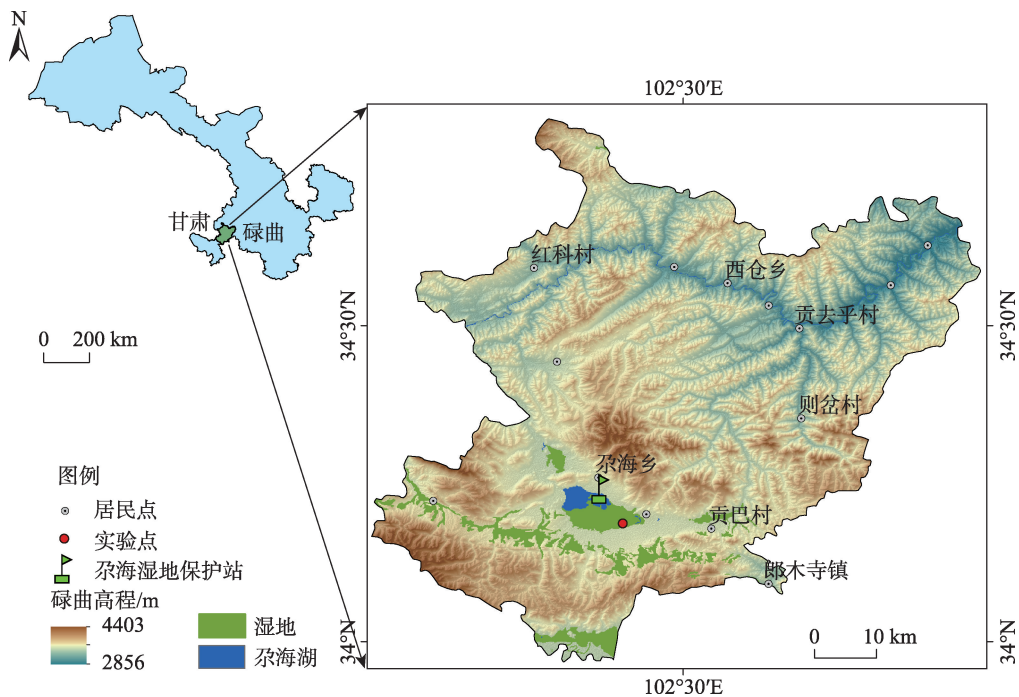 N
甘肃
碌曲
0 200 km
图例
居民点
实验点
尕海湿地保护站
碌曲高程/m
4403
2856
湿地
尕海湖
102°30′E
34°30′N
34°N
红科村
西仓乡
贡去乎村
则岔村
尕海乡
贡巴村
郎木寺镇
0 10 km
34°30′N
34°N
102°30′E